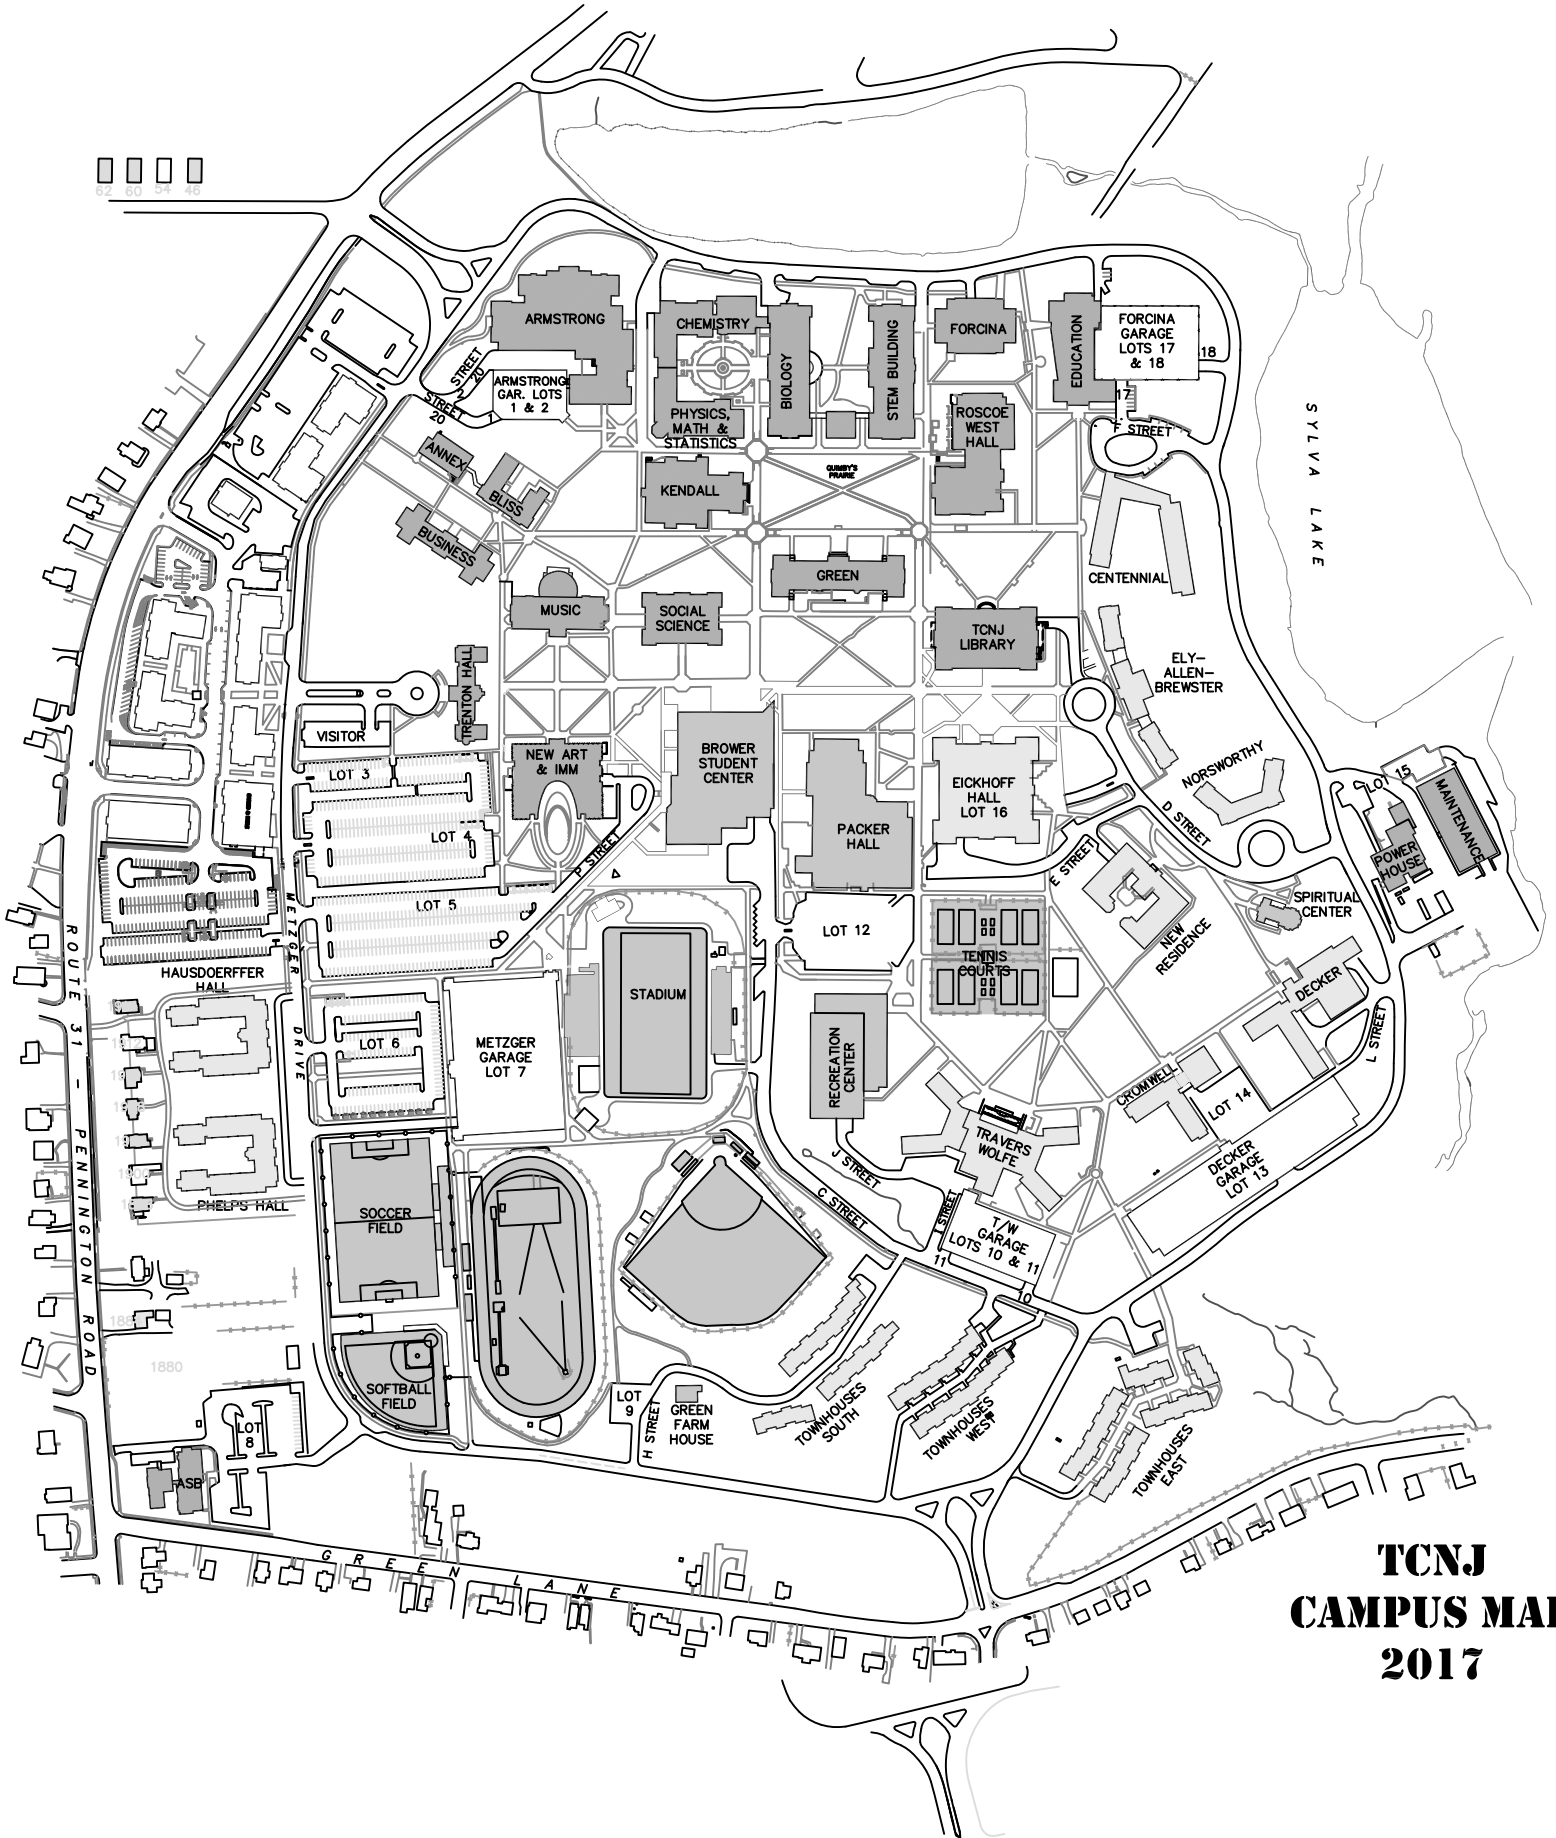 62
60
54
46
ARMSTRONG
CHEMISTRY
BIOLOGY
STEM BUILDING
FORCINA
EDUCATION
FORCINA
GARAGE
LOTS 17
& 18
18
17
F STREET
STREET
20
2
STREET
20
1
ARMSTRONG
GAR. LOTS
1 & 2
PHYSICS,
MATH &
STATISTICS
ROSCOE
WEST
HALL
ANNEX
BLISS
BUSINESS
KENDALL
QUIMBY'S
PRAIRIE
SYLVA LAKE
CENTENNIAL
GREEN
MUSIC
SOCIAL
SCIENCE
TCNJ
LIBRARY
ELY-
ALLEN-
BREWSTER
TRENTON HALL
VISITOR
NEW ART
& IMM
BROWER
STUDENT
CENTER
PACKER
HALL
EICKHOFF
HALL
LOT 16
NORSWORTHY
D STREET
LOT 15
MAINTENANCE
POWER
HOUSE
LOT 3
LOT 4
LOT 5
P STREET
E STREET
SPIRITUAL
CENTER
NEW
RESIDENCE
LOT 12
TENNIS
COURTS
DECKER
L STREET
ROUTE 31 - PENNINGTON ROAD
METZGER DRIVE
HAUSDOERFFER
HALL
LOT 6
METZGER
GARAGE
LOT 7
STADIUM
RECREATION
CENTER
CROMWELL
LOT 14
DECKER
GARAGE
LOT 13
TRAVERS
WOLFE
J STREET
C STREET
I STREET
T/W
GARAGE
LOTS 10 & 11
11
10
PHELPS HALL
SOCCER
FIELD
1880
SOFTBALL
FIELD
LOT
9
H STREET
GREEN
FARM
HOUSE
TOWNHOUSES
SOUTH
TOWNHOUSES
WEST
TOWNHOUSES
EAST
LOT
8
ASB
GREEN LANE
TCNJ
CAMPUS MAP
2017